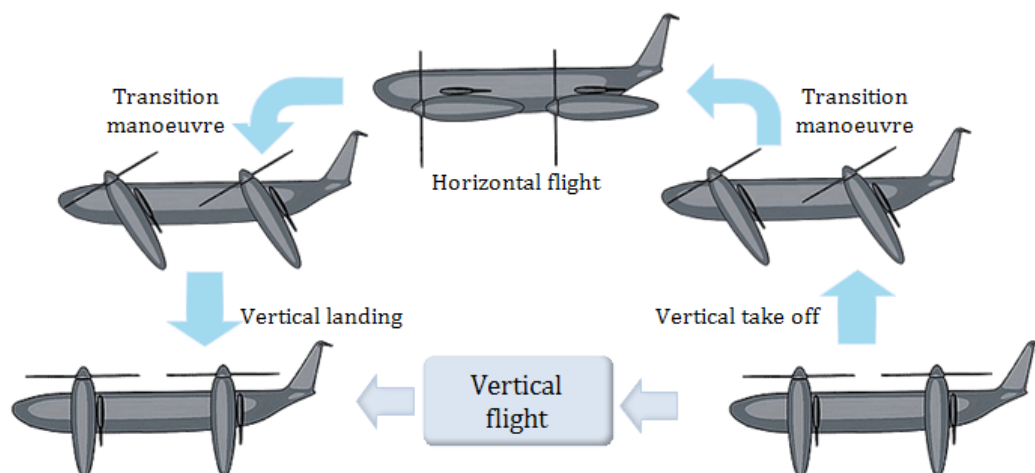 Transition
manoeuvre
Transition
manoeuvre
Horizontal flight
Vertical landing
Vertical take off
Vertical
flight